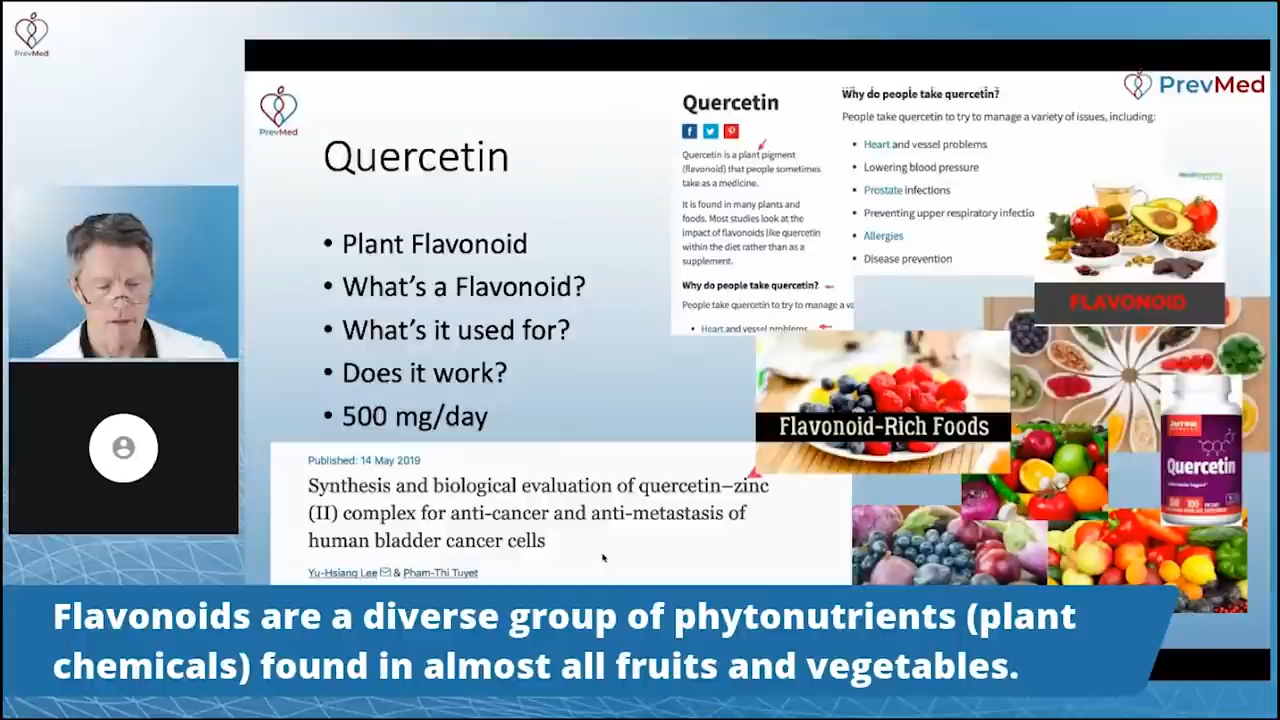 PrevMed
PrevMed
PrevMed
Quercetin
• Plant Flavonoid
• What's a Flavonoid?
• What's it used for?
• Does it work?
• 500 mg/day
Quercetin
Quercetin is a plant pigment
(flavonoid) that people sometimes
take as a medicine.
It is found in many plants and
foods. Most studies look at the
impact of flavonoids like quercetin
within the diet rather than as a
supplement.
Why do people take quercetin?
People take quercetin to try to manage a va
• Heart and vessel problems
Why do people take quercetin?
People take quercetin to try to manage a variety of issues, including:
• Heart and vessel problems
• Lowering blood pressure
• Prostate infections
• Preventing upper respiratory infectio
• Allergies
• Disease prevention
FLAVONOID
Flavonoid-Rich Foods
Jarrow
Quercetin
500
100
Published: 14 May 2019
Synthesis and biological evaluation of quercetin–zinc
(II) complex for anti-cancer and anti-metastasis of
human bladder cancer cells
Yu-Hsiang Lee & Pham-Thi Tuyet
Flavonoids are a diverse group of phytonutrients (plant
chemicals) found in almost all fruits and vegetables.